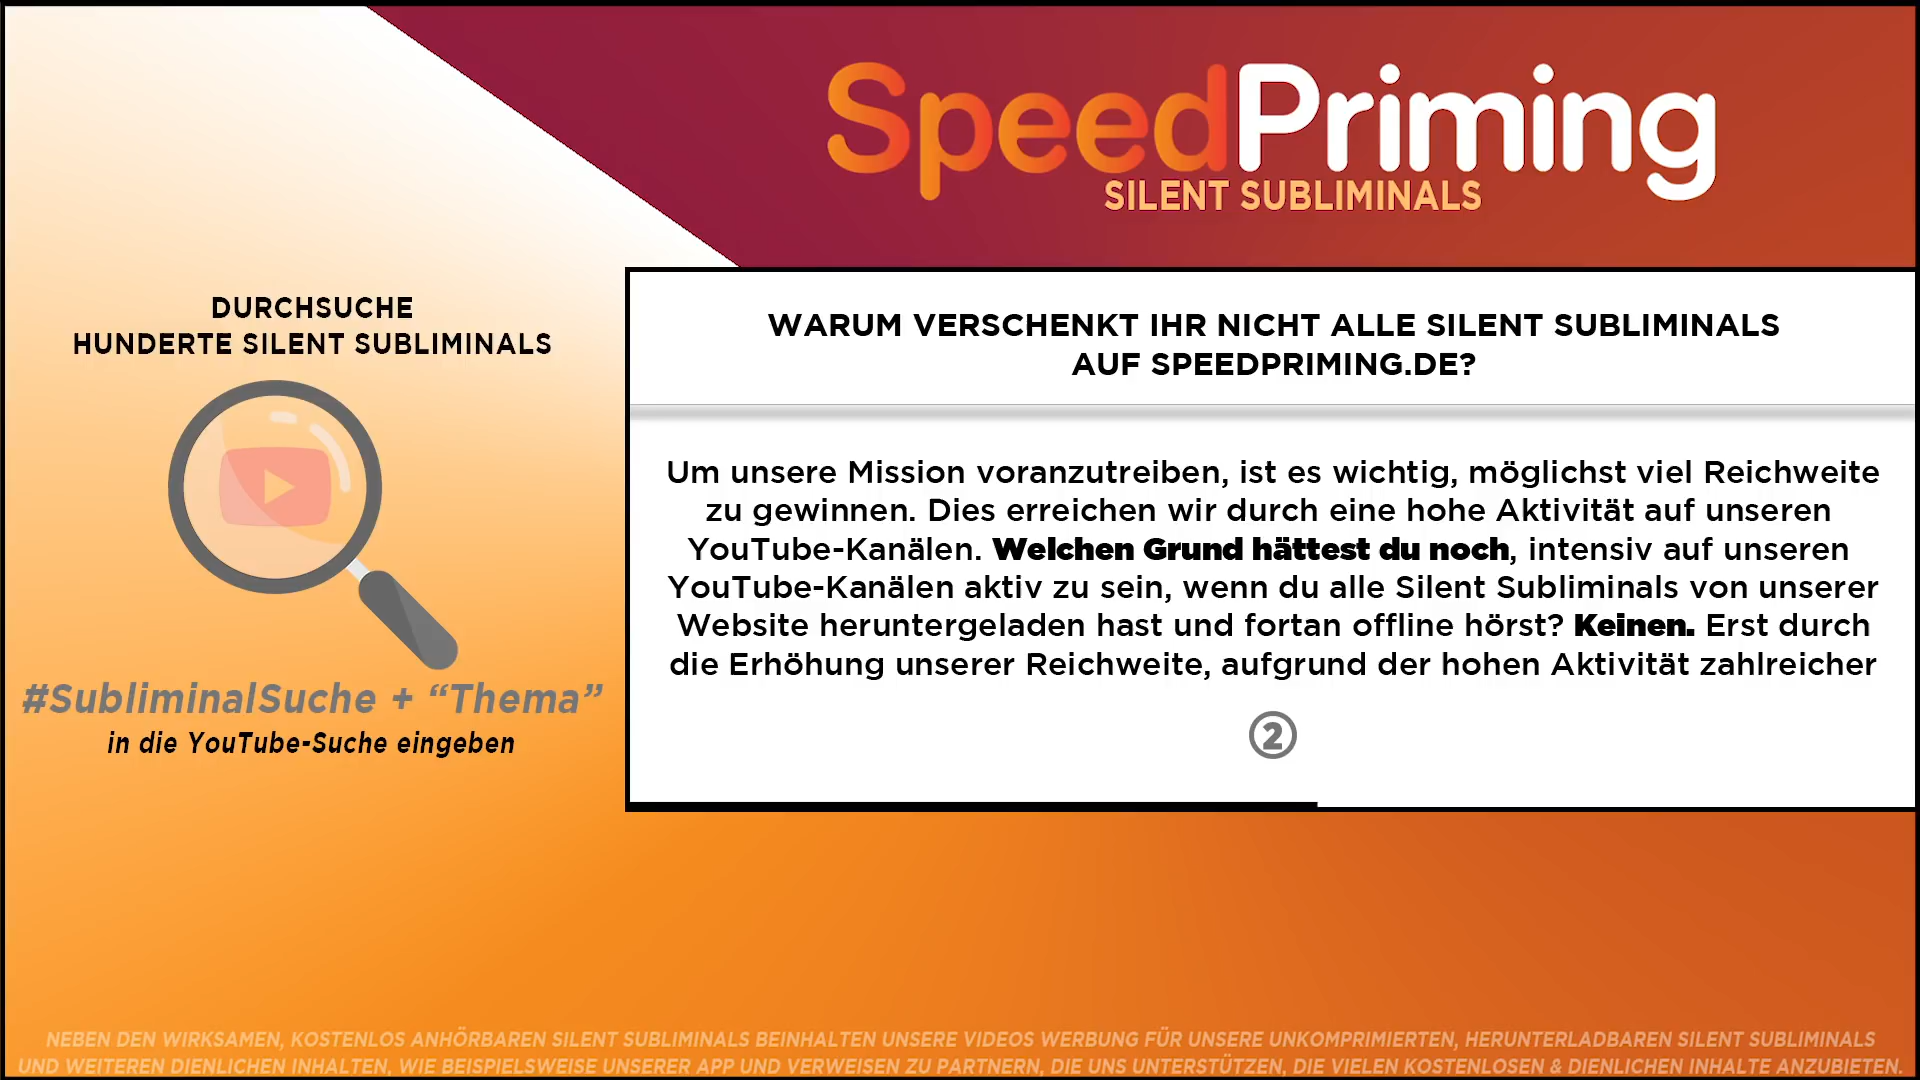 SpeedPriming
SILENT SUBLIMINALS
DURCHSUCHE
HUNDERTE SILENT SUBLIMINALS
#SubliminalSuche + “Thema”
in die YouTube-Suche eingeben
WARUM VERSCHENKT IHR NICHT ALLE SILENT SUBLIMINALS
AUF SPEEDPRIMING.DE?
Um unsere Mission voranzutreiben, ist es wichtig, möglichst viel Reichweite
zu gewinnen. Dies erreichen wir durch eine hohe Aktivität auf unseren
YouTube-Kanälen. Welchen Grund hättest du noch, intensiv auf unseren
YouTube-Kanälen aktiv zu sein, wenn du alle Silent Subliminals von unserer
Website heruntergeladen hast und fortan offline hörst? Keinen. Erst durch
die Erhöhung unserer Reichweite, aufgrund der hohen Aktivität zahlreicher
2
NEBEN DEN WIRKSAMEN, KOSTENLOS ANHÖRBAREN SILENT SUBLIMINALS BEINHALTEN UNSERE VIDEOS WERBUNG FÜR UNSERE UNKOMPRIMIERTEN, HERUNTERLADBAREN SILENT SUBLIMINALS
UND WEITEREN DIENLICHEN INHALTEN, WIE BEISPIELSWEISE UNSERER APP UND VERWEISEN ZU PARTNERN, DIE UNS UNTERSTÜTZEN, DIE VIELEN KOSTENLOSEN & DIENLICHEN INHALTE ANZUBIETEN.